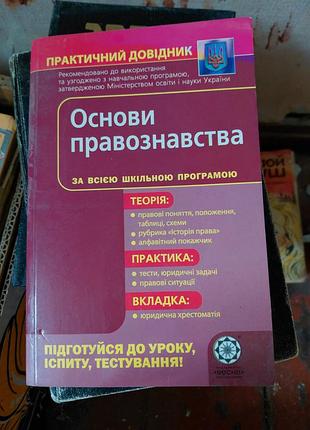 ПРАКТИЧНИЙ ДОВІДНИК
Рекомендовано до використання
та узгоджено з навчальною програмою,
затвердженою Міністерством освіти і науки України
Основи
правознавства
ЗА ВСІЄЮ ШКІЛЬНОЮ ПРОГРАМОЮ
ТЕОРІЯ:
• правові поняття, положення,
таблиці, схеми
• рубрика «Історія права»
• алфавітний покажчик
ПРАКТИКА:
• тести, юридичні задачі
• правові ситуації
ВКЛАДКА:
• юридична хрестоматія
ПІДГОТУЙСЯ ДО УРОКУ,
ІСПИТУ, ТЕСТУВАННЯ!